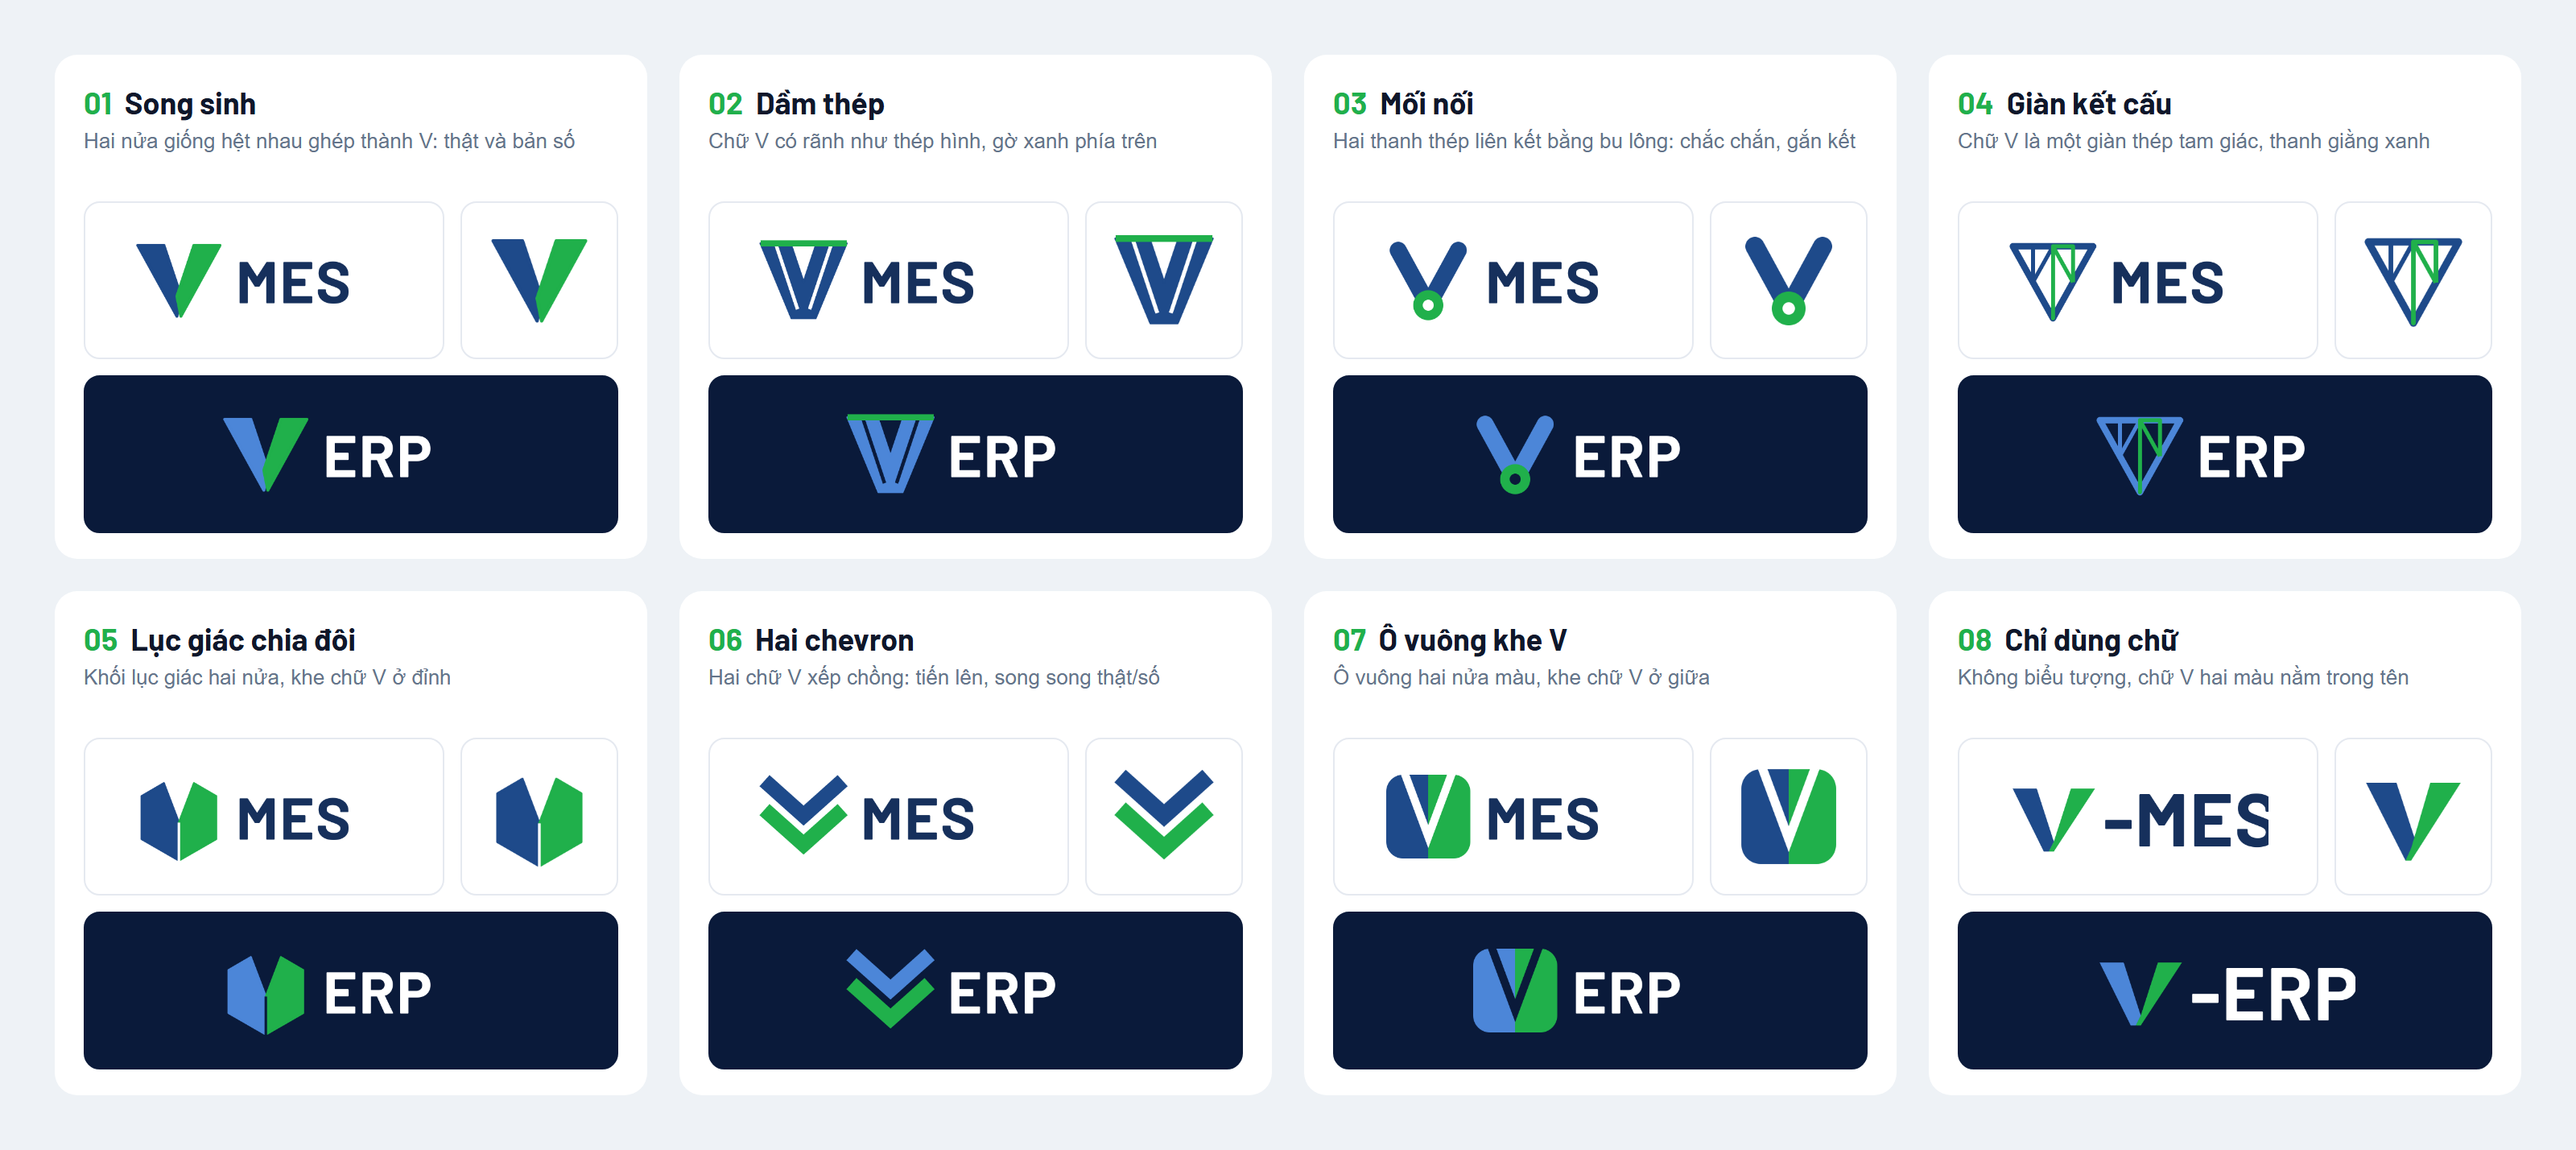 01 Song sinh
Hai nửa giống hệt nhau ghép thành V: thật và bản số
V MES
V
V ERP
02 Dầm thép
Chữ V có rãnh như thép hình, gờ xanh phía trên
V MES
V
V ERP
03 Mối nối
Hai thanh thép liên kết bằng bu lông: chắc chắn, gắn kết
V MES
V
V ERP
04 Giàn kết cấu
Chữ V là một giàn thép tam giác, thanh giằng xanh
MES
ERP
05 Lục giác chia đôi
Khối lục giác hai nửa, khe chữ V ở đỉnh
MES
ERP
06 Hai chevron
Hai chữ V xếp chồng: tiến lên, song song thật/số
MES
ERP
07 Ô vuông khe V
Ô vuông hai nửa màu, khe chữ V ở giữa
V MES
V
V ERP
08 Chỉ dùng chữ
Không biểu tượng, chữ V hai màu nằm trong tên
V-MES
V
V-ERP